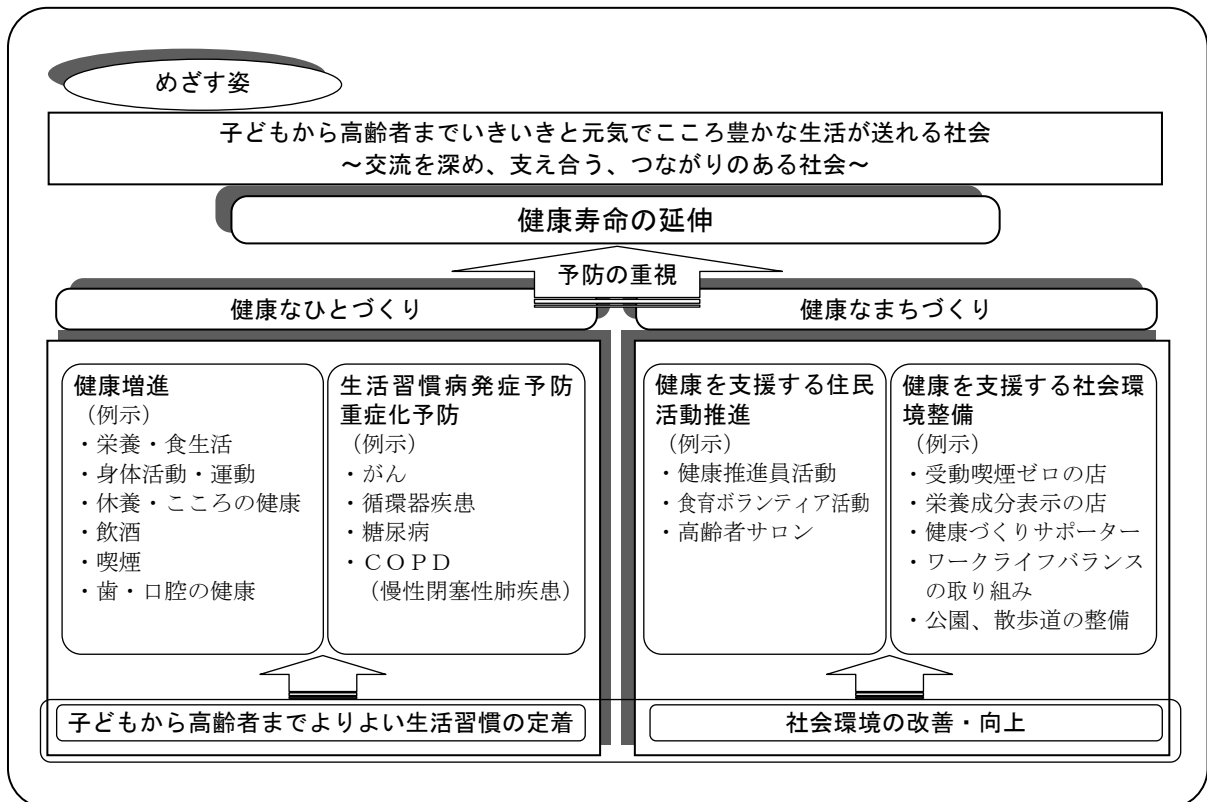 めざす姿
子どもから高齢者までいきいきと元気でこころ豊かな生活が送れる社会
～交流を深め、支え合う、つながりのある社会～
健康寿命の延伸
予防の重視
健康なひとづくり
健康増進
（例示）
・栄養・食生活
・身体活動・運動
・休養・こころの健康
・飲酒
・喫煙
・歯・口腔の健康
生活習慣病発症予防
重症化予防
（例示）
・がん
・循環器疾患
・糖尿病
・ＣＯＰＤ
（慢性閉塞性肺疾患）
子どもから高齢者までよりよい生活習慣の定着
健康なまちづくり
健康を支援する住民
活動推進
（例示）
・健康推進員活動
・食育ボランティア活動
・高齢者サロン
健康を支援する社会環
境整備
（例示）
・受動喫煙ゼロの店
・栄養成分表示の店
・健康づくりサポーター
・ワークライフバランス
の取り組み
・公園、散歩道の整備
社会環境の改善・向上